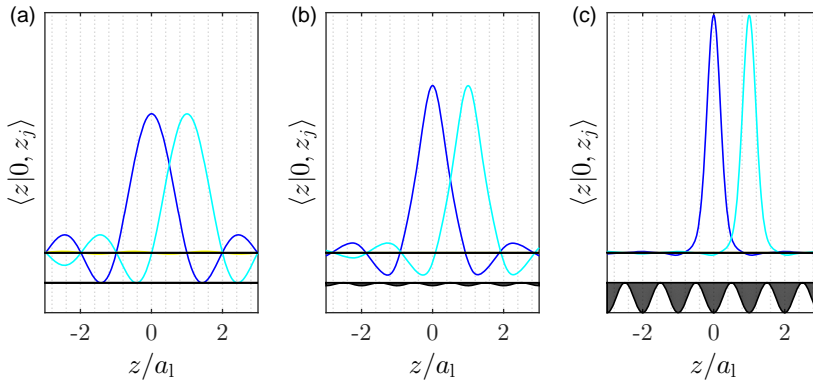 (a)
(b)
(c)
⟨z|0, z_j⟩
⟨z|0, z_j⟩
⟨z|0, z_j⟩
-2 0 2
-2 0 2
-2 0 2
z/a_l
z/a_l
z/a_l